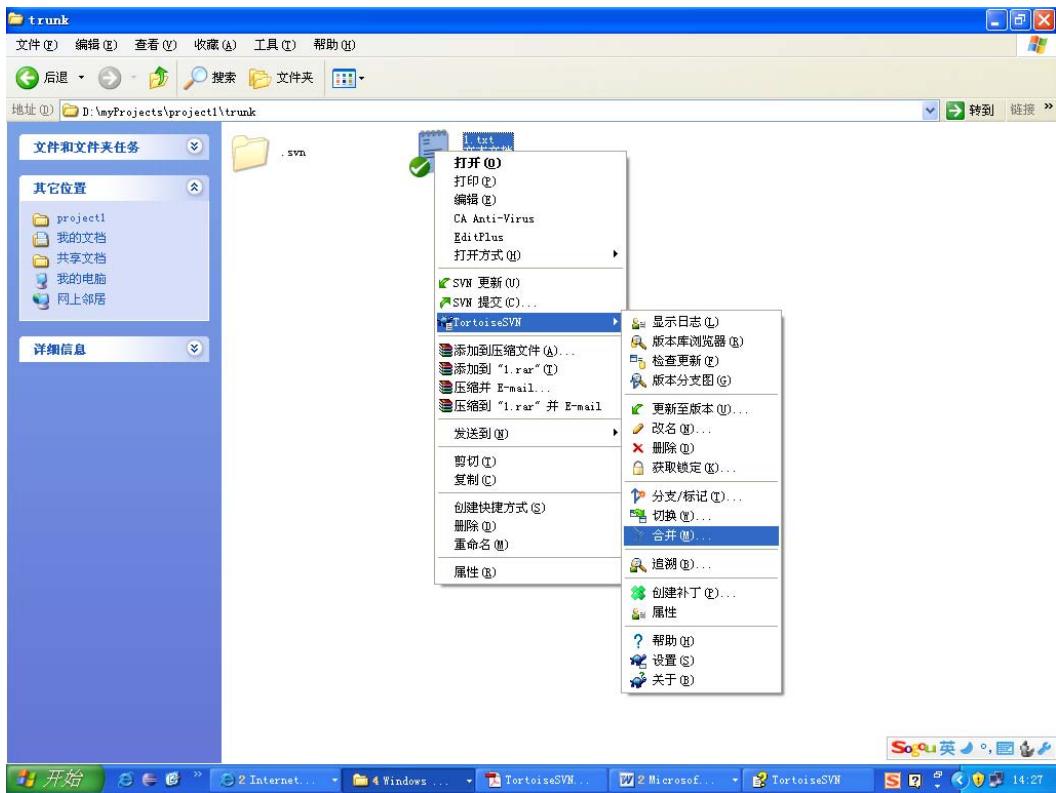 trunk
文件(F) 编辑(E) 查看(V) 收藏(A) 工具(T) 帮助(H)
后退 搜索 文件夹
地址(D) D:\myProjects\project1\trunk 转到 链接 »
文件和文件夹任务
其它位置
project1
我的文档
共享文档
我的电脑
网上邻居
详细信息
.svn
1.txt
文本文档
打开(O)
打印(P)
编辑(E)
CA Anti-Virus
EditPlus
打开方式(H)
SVN 更新(U)
SVN 提交(C)...
TortoiseSVN
添加到压缩文件(A)...
添加到 "1.rar"(T)
压缩并 E-mail...
压缩到 "1.rar" 并 E-mail
发送到(N)
剪切(T)
复制(C)
创建快捷方式(S)
删除(D)
重命名(M)
属性(R)
显示日志(L)
版本库浏览器(R)
检查更新(F)
版本分支图(G)
更新至版本(U)...
改名(N)...
删除(D)
获取锁定(K)...
分支/标记(T)...
切换(W)...
合并(M)...
追溯(B)...
创建补丁(P)...
属性
帮助(H)
设置(S)
关于(B)
Sogou 英
开始 » 2 Internet... 4 Windows ... TortoiseSVN... 2 Microsof... TortoiseSVN 14:27